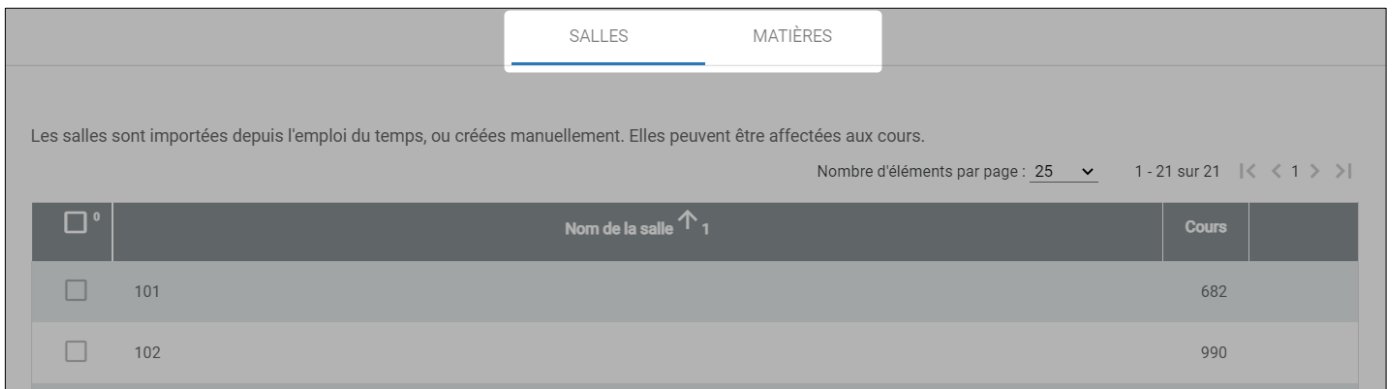 SALLES MATIÈRES
Les salles sont importées depuis l'emploi du temps, ou créées manuellement. Elles peuvent être affectées aux cours.
Nombre d'éléments par page : 25 1 - 21 sur 21 |< < 1 > >|
0 Nom de la salle ↑ 1 Cours
101 682
102 990